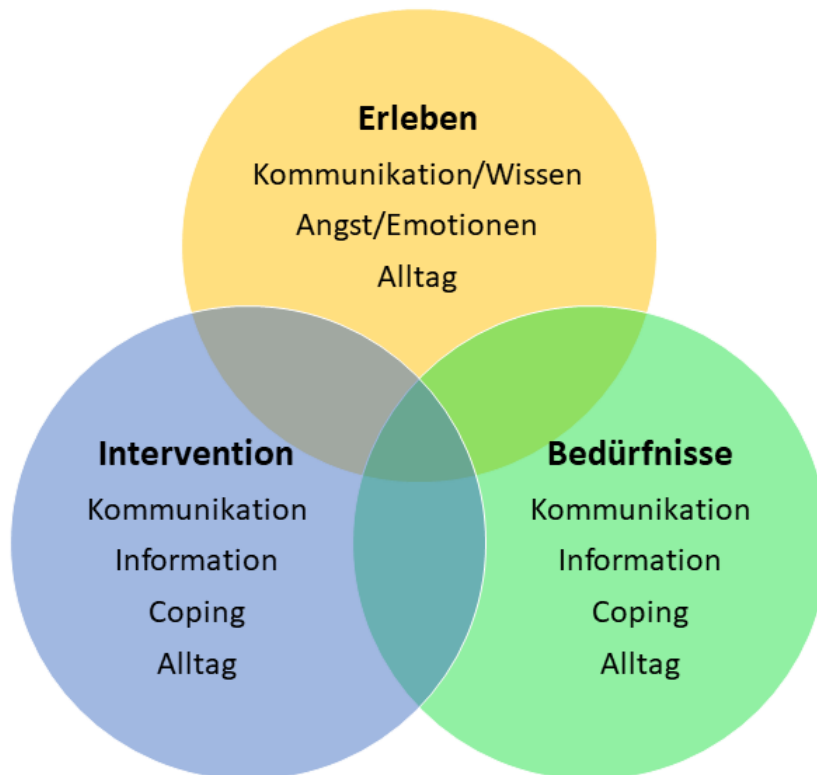 Erleben
Kommunikation/Wissen
Angst/Emotionen
Alltag
Intervention
Kommunikation
Information
Coping
Alltag
Bedürfnisse
Kommunikation
Information
Coping
Alltag